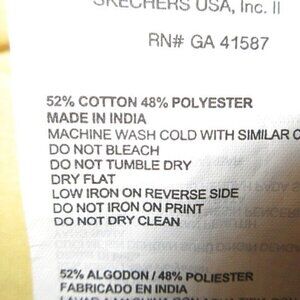 SKECHERS USA, Inc. II
RN# GA 41587
52% COTTON 48% POLYESTER
MADE IN INDIA
MACHINE WASH COLD WITH SIMILAR C
DO NOT BLEACH
DO NOT TUMBLE DRY
DRY FLAT
LOW IRON ON REVERSE SIDE
DO NOT IRON ON PRINT
DO NOT DRY CLEAN
52% ALGODON / 48% POLIESTER
FABRICADO EN INDIA